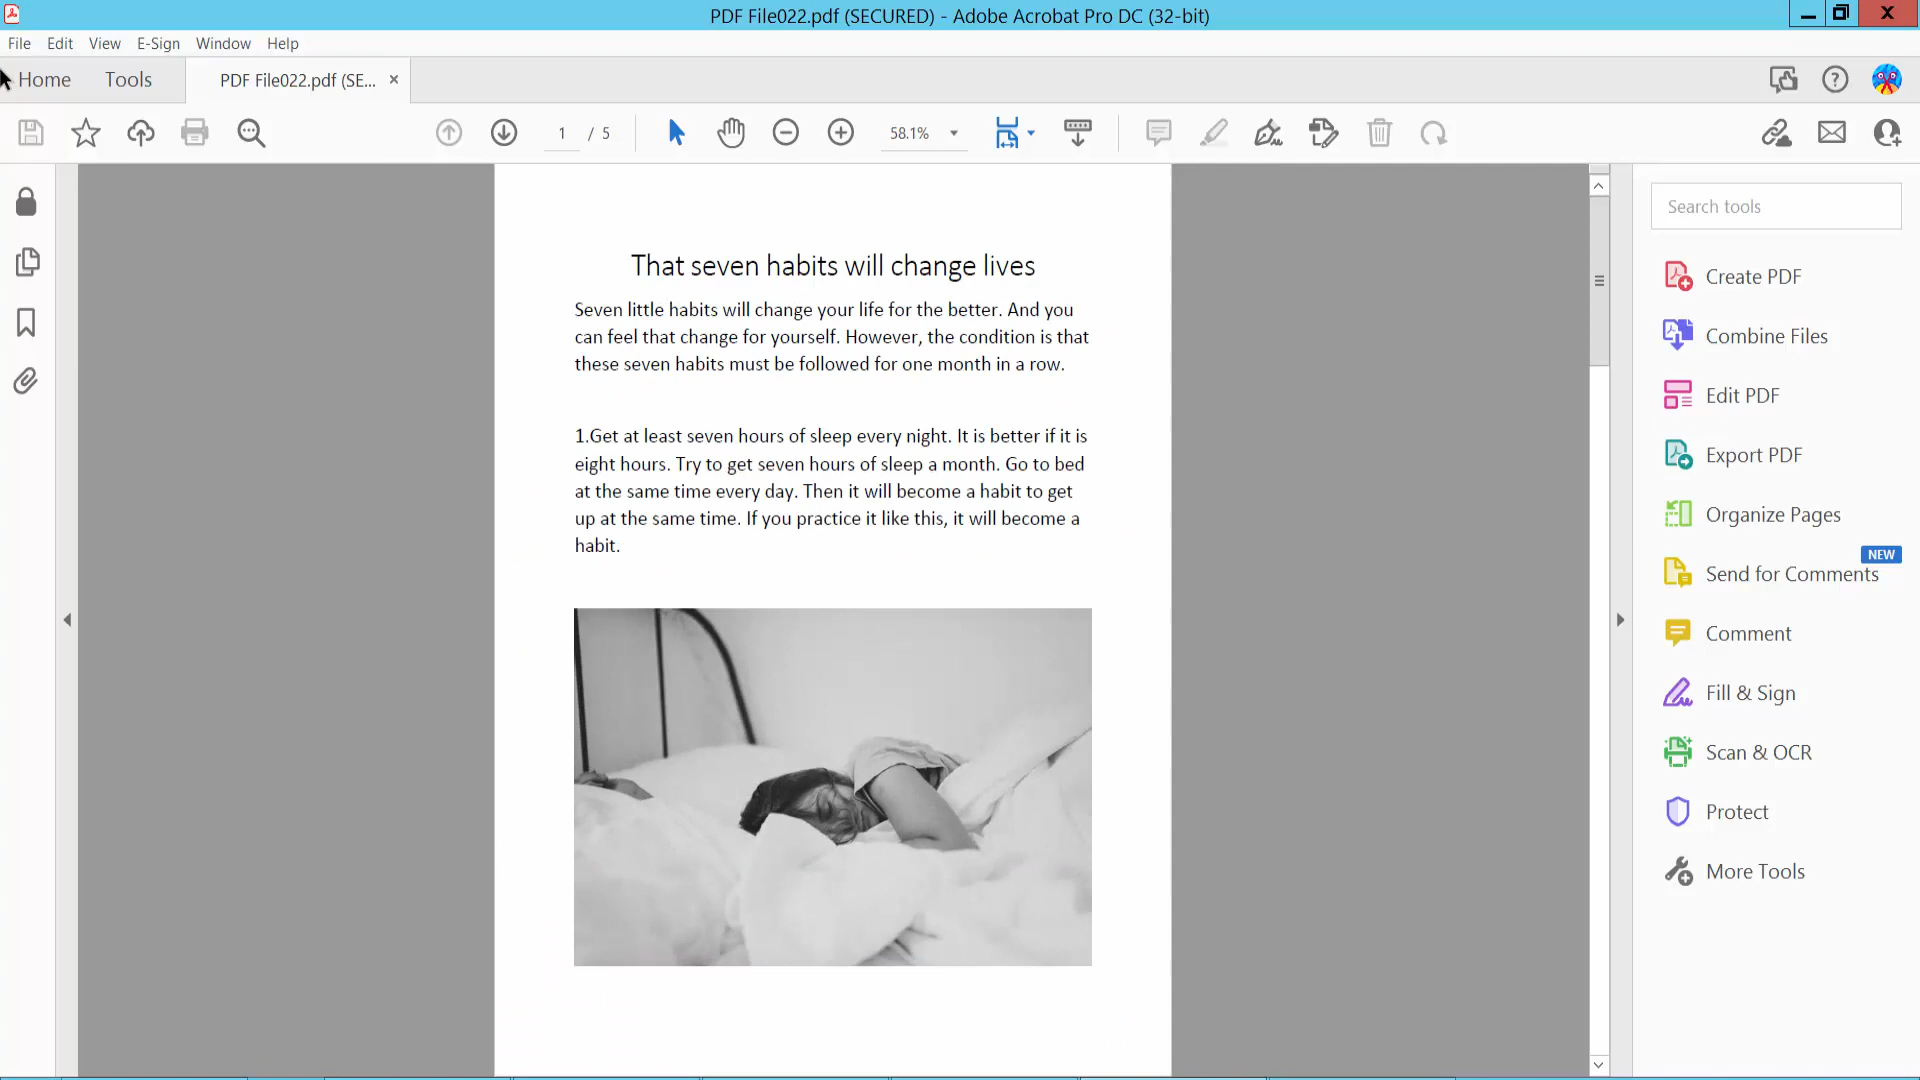 PDF File022.pdf (SECURED) - Adobe Acrobat Pro DC (32-bit)
File Edit View E-Sign Window Help
Home Tools PDF File022.pdf (SE... ×
1 / 5 58.1%
That seven habits will change lives
Seven little habits will change your life for the better. And you
can feel that change for yourself. However, the condition is that
these seven habits must be followed for one month in a row.
1.Get at least seven hours of sleep every night. It is better if it is
eight hours. Try to get seven hours of sleep a month. Go to bed
at the same time every day. Then it will become a habit to get
up at the same time. If you practice it like this, it will become a
habit.
Search tools
Create PDF
Combine Files
Edit PDF
Export PDF
Organize Pages
NEW
Send for Comments
Comment
Fill & Sign
Scan & OCR
Protect
More Tools